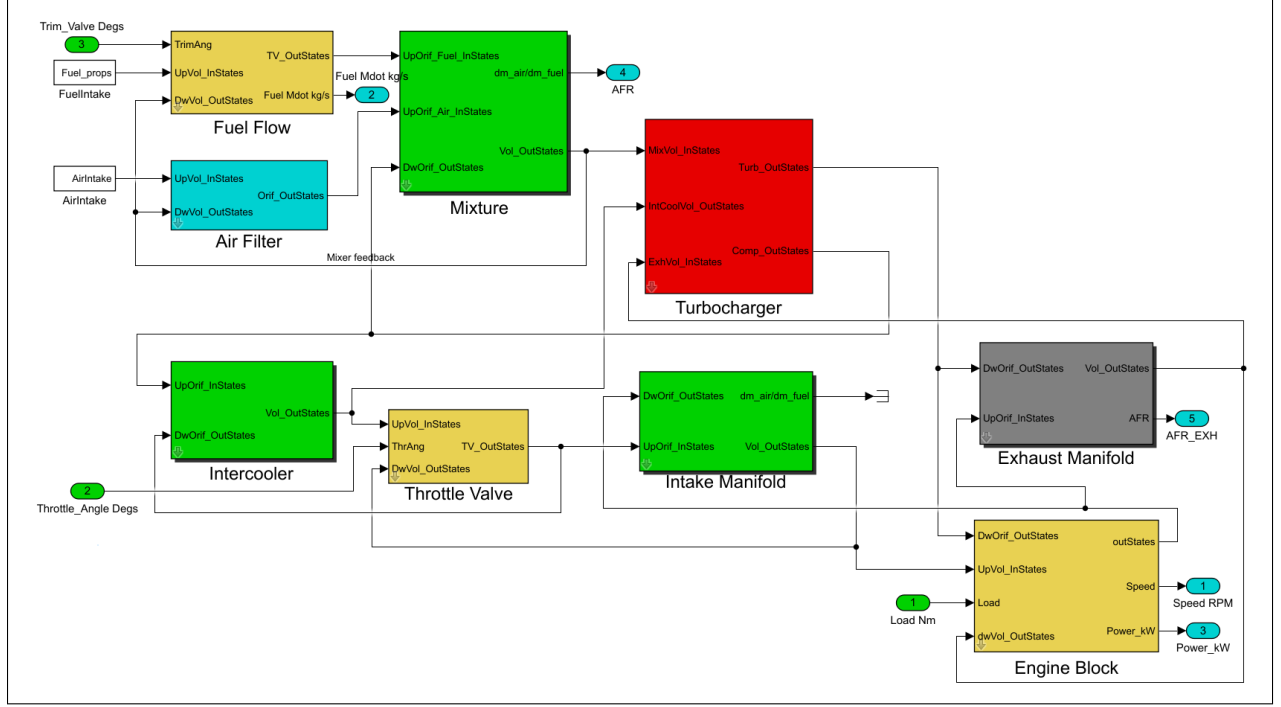 Trim_Valve Degs
3
Fuel_props
FuelIntake
TrimAng
UpVol_InStates
DwVol_OutStates
TV_OutStates
Fuel Mdot kg/s
Fuel Flow
Fuel Mdot kg/s
2
AirIntake
AirIntake
UpVol_InStates
DwVol_OutStates
Orif_OutStates
Air Filter
UpOrif_Fuel_InStates
UpOrif_Air_InStates
DwOrif_OutStates
dm_air/dm_fuel
Vol_OutStates
Mixture
4
AFR
Mixer feedback
MixVol_InStates
IntCoolVol_OutStates
ExhVol_InStates
Turb_OutStates
Comp_OutStates
Turbocharger
UpOrif_InStates
DwOrif_OutStates
Vol_OutStates
Intercooler
2
Throttle_Angle Degs
UpVol_InStates
ThrAng
DwVol_OutStates
TV_OutStates
Throttle Valve
DwOrif_OutStates
UpOrif_InStates
dm_air/dm_fuel
Vol_OutStates
Intake Manifold
DwOrif_OutStates
UpOrif_InStates
Vol_OutStates
AFR
Exhaust Manifold
5
AFR_EXH
1
Load Nm
DwOrif_OutStates
UpVol_InStates
Load
dwVol_OutStates
outStates
Speed
Power_kW
Engine Block
1
Speed RPM
3
Power_kW